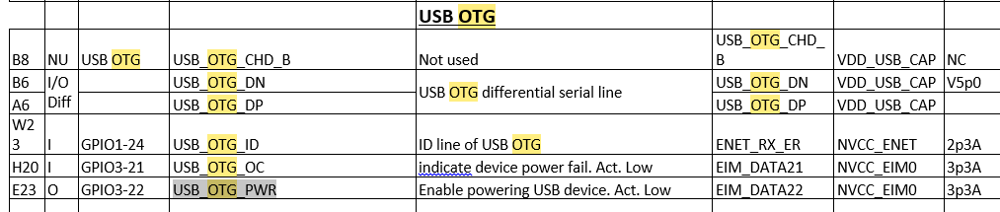 USB OTG
B8 NU USB OTG USB_OTG_CHD_B Not used USB_OTG_CHD_
B VDD_USB_CAP NC
B6 I/O Diff USB_OTG_DN USB OTG differential serial line USB_OTG_DN VDD_USB_CAP V5p0
A6 USB_OTG_DP USB_OTG_DP VDD_USB_CAP
W2
3 I GPIO1-24 USB_OTG_ID ID line of USB OTG ENET_RX_ER NVCC_ENET 2p3A
H20 I GPIO3-21 USB_OTG_OC indicate device power fail. Act. Low EIM_DATA21 NVCC_EIM0 3p3A
E23 O GPIO3-22 USB_OTG_PWR Enable powering USB device. Act. Low EIM_DATA22 NVCC_EIM0 3p3A